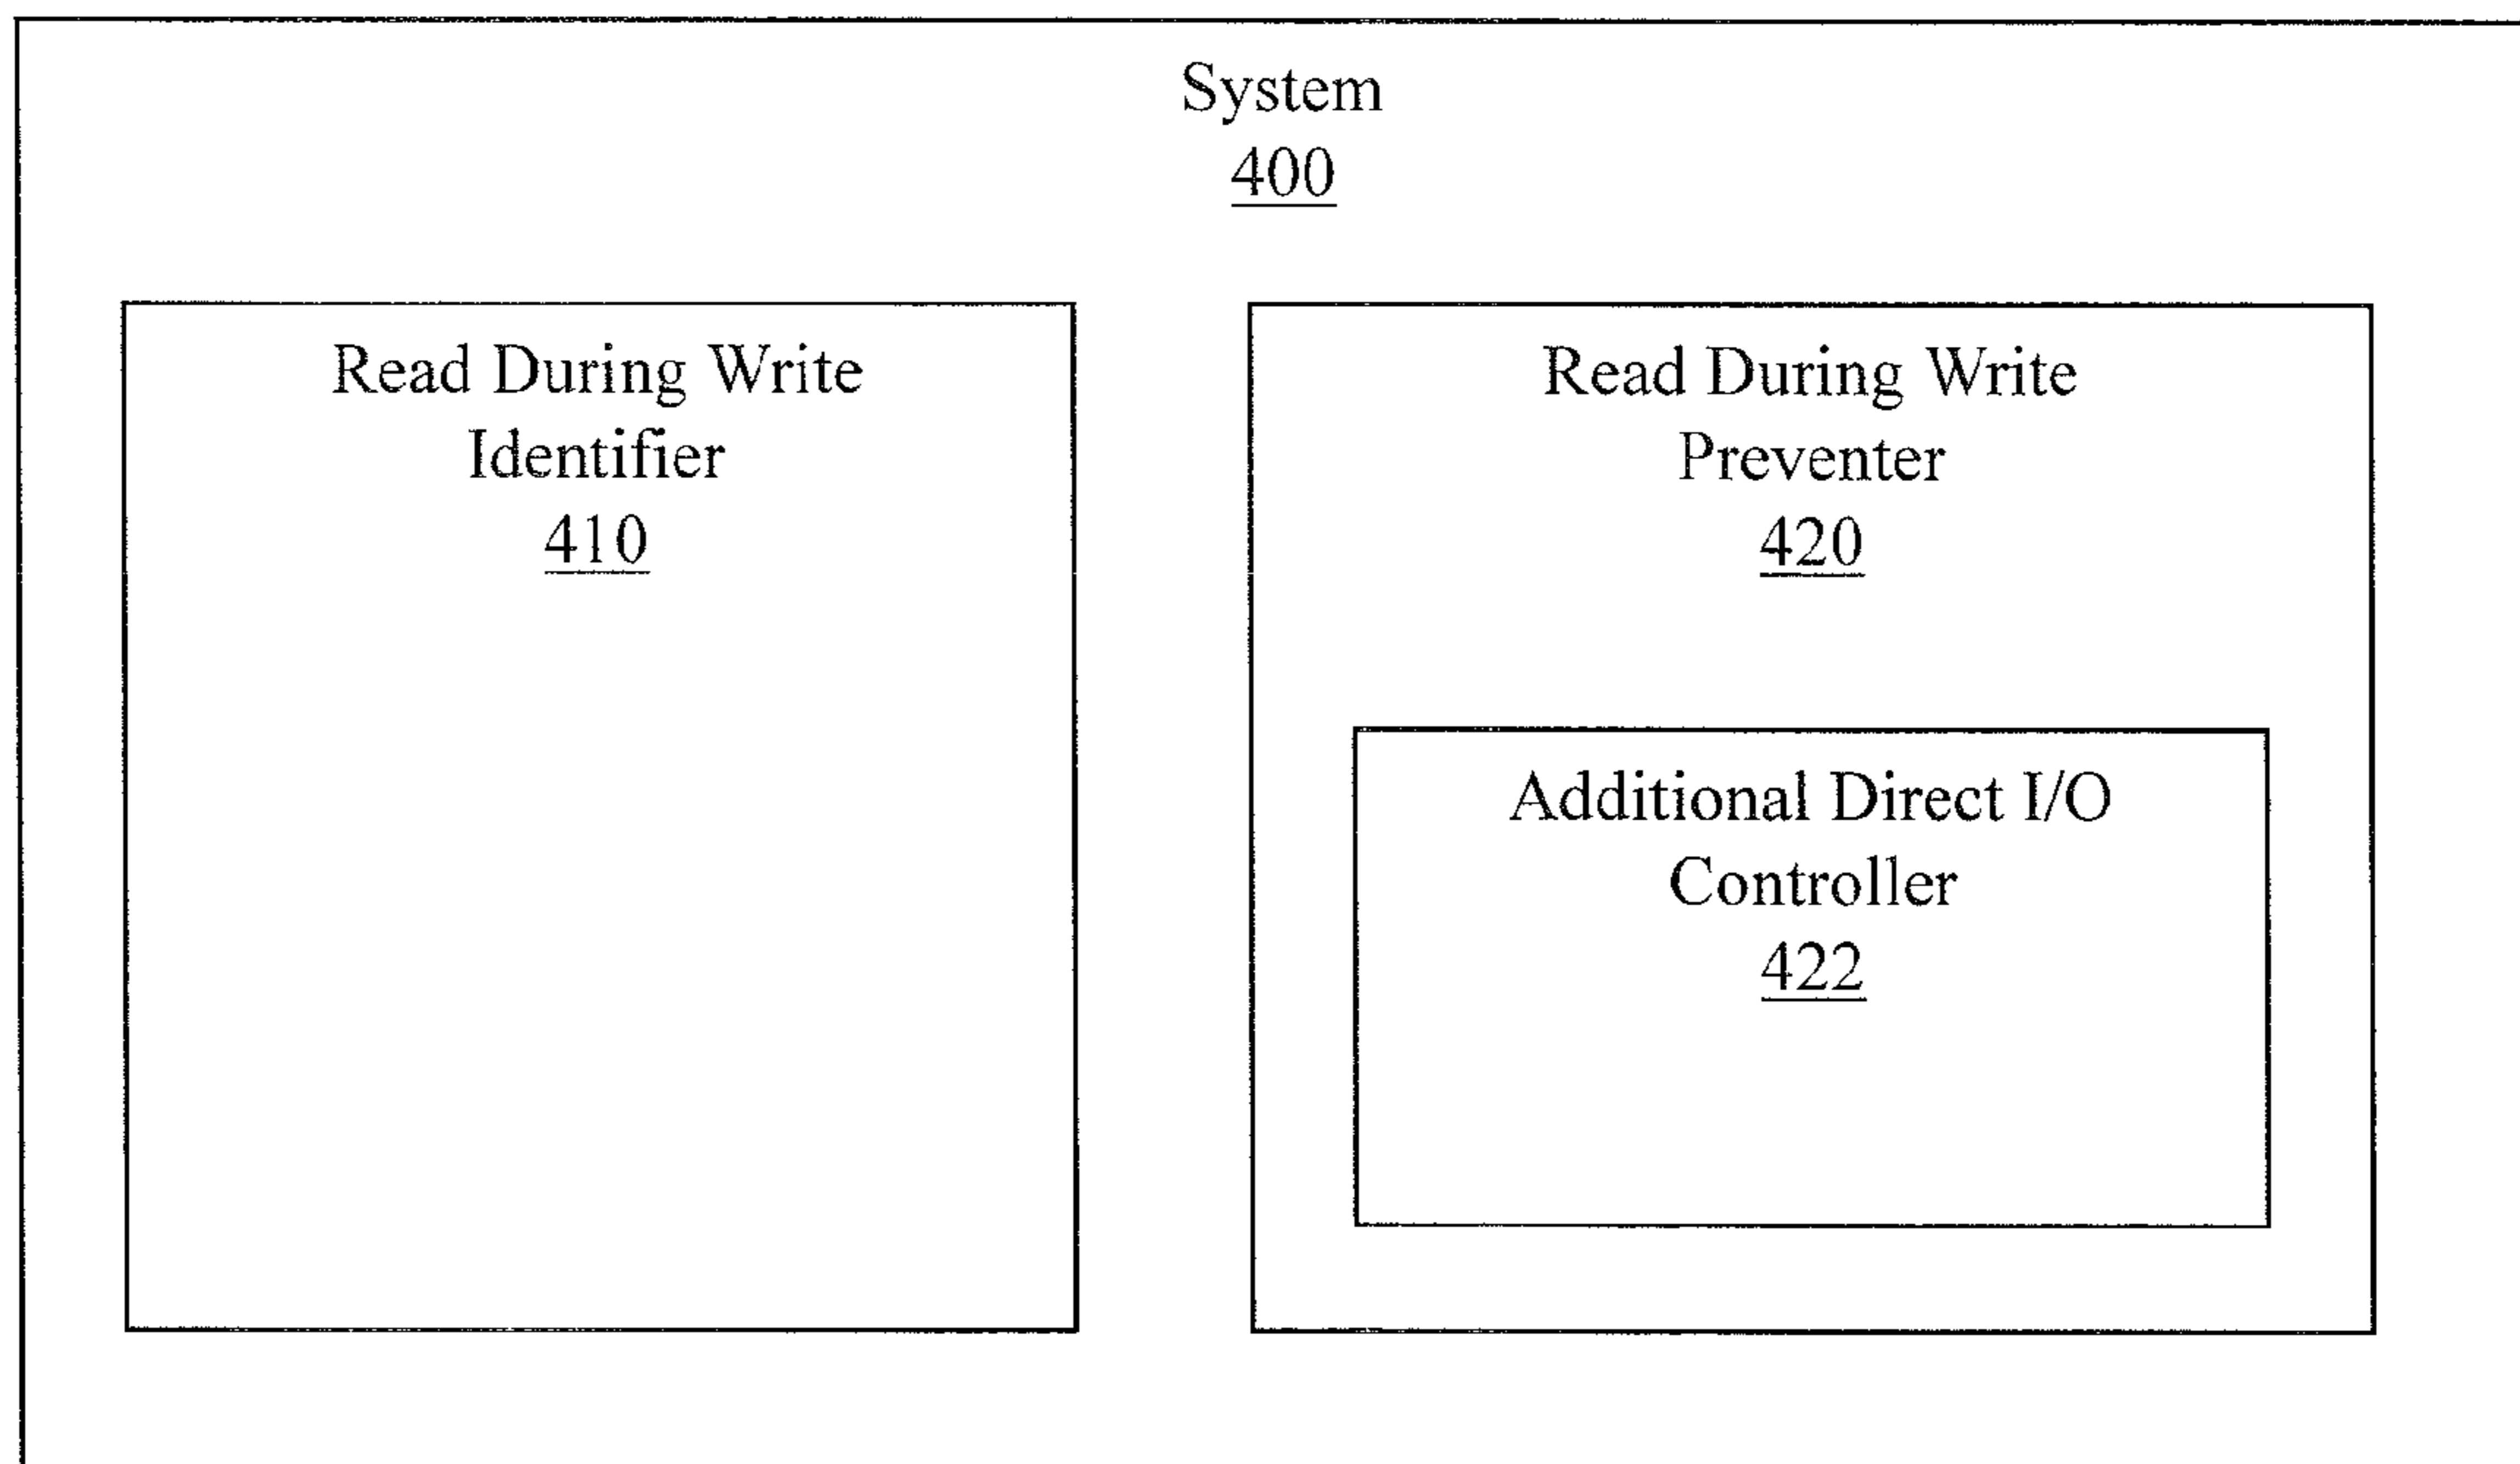 System
400
Read During Write
Identifier
410
Read During Write
Preventer
420
Additional Direct I/O
Controller
422